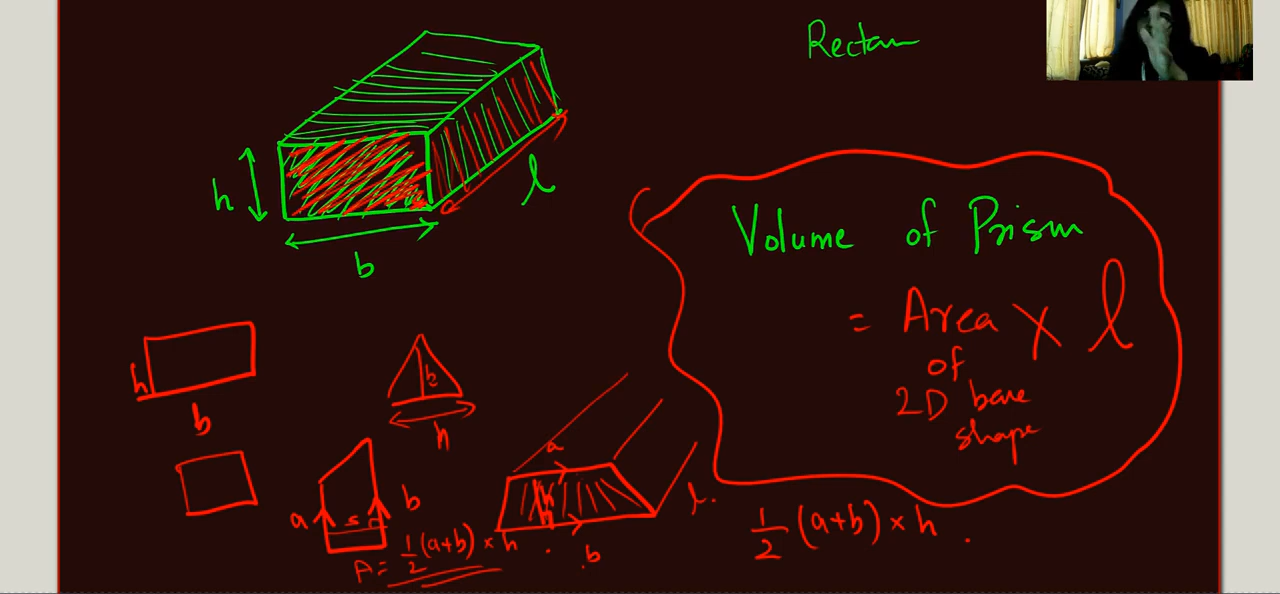 Rectan
h
l
b
Volume of Prism
= Area × l
of
2D base
shape
h
b
h
a
b
a
h
b
l.
A = 1/2 (a+b) × h
1/2 (a+b) × h.